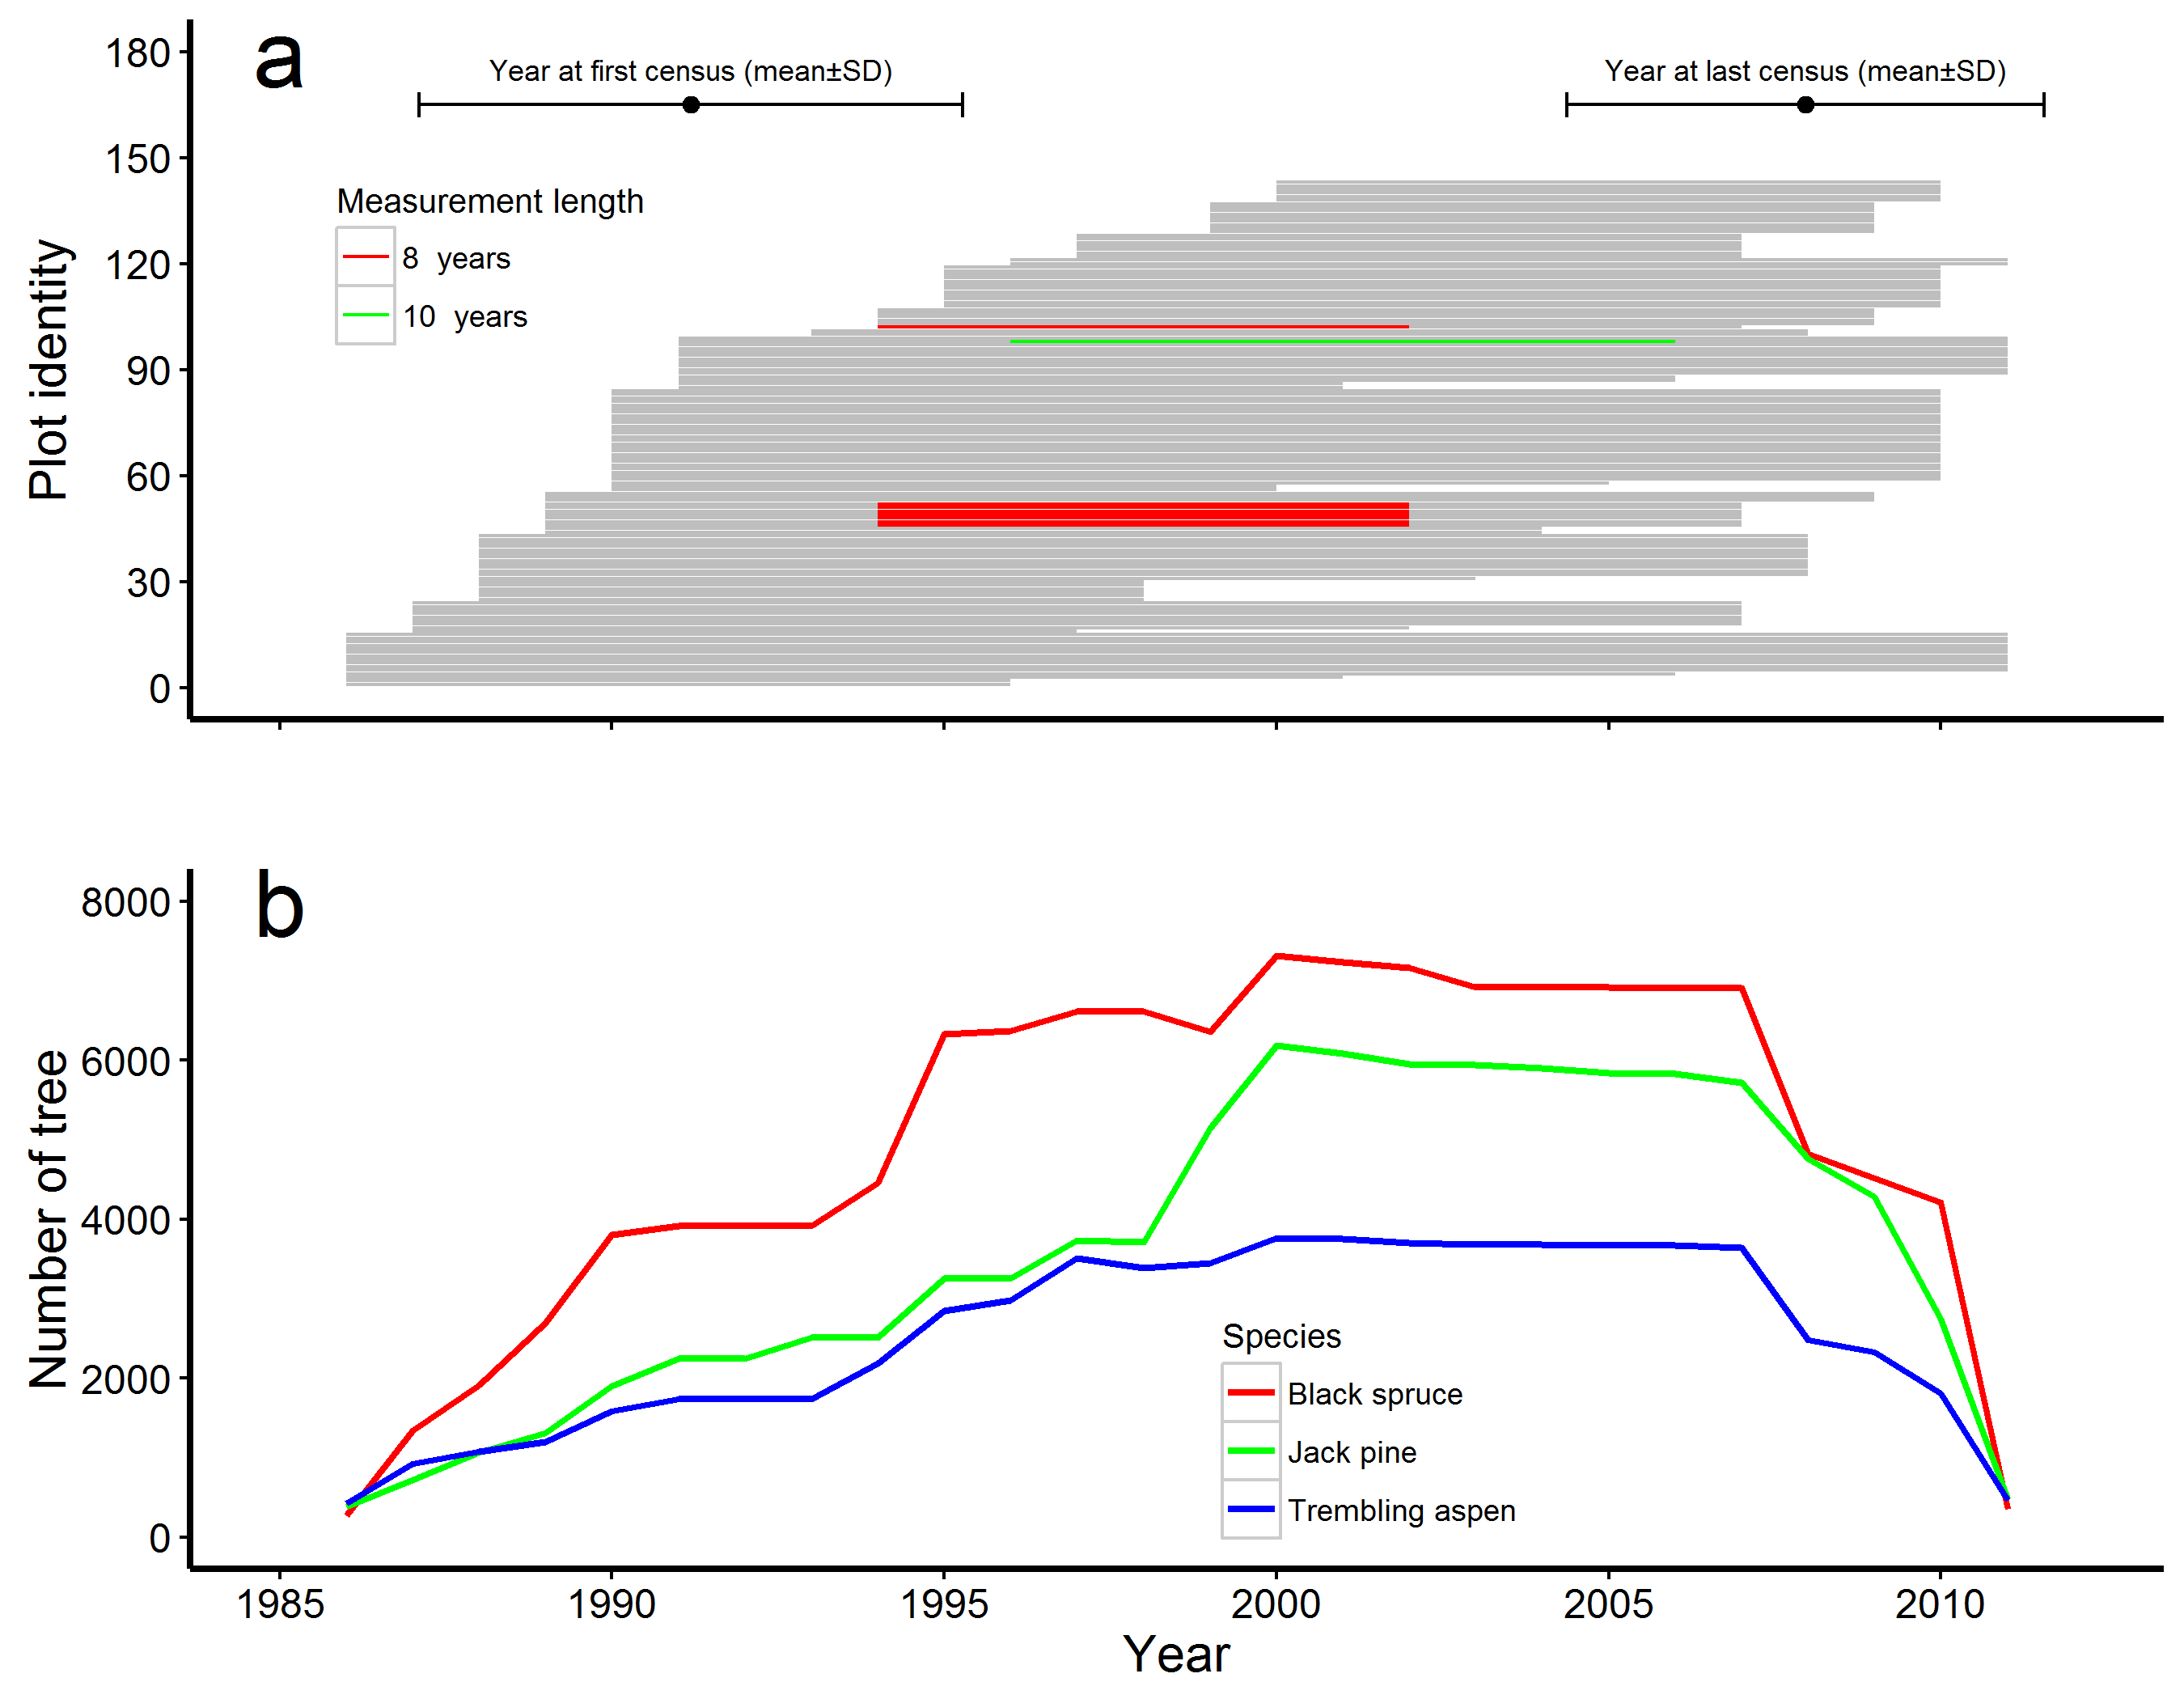 a
Year at first census (mean±SD)
Year at last census (mean±SD)
180
150
120
90
60
30
0
Plot identity
Measurement length
8 years
10 years
b
8000
6000
4000
2000
0
Number of tree
Species
Black spruce
Jack pine
Trembling aspen
1985 1990 1995 2000 2005 2010
Year